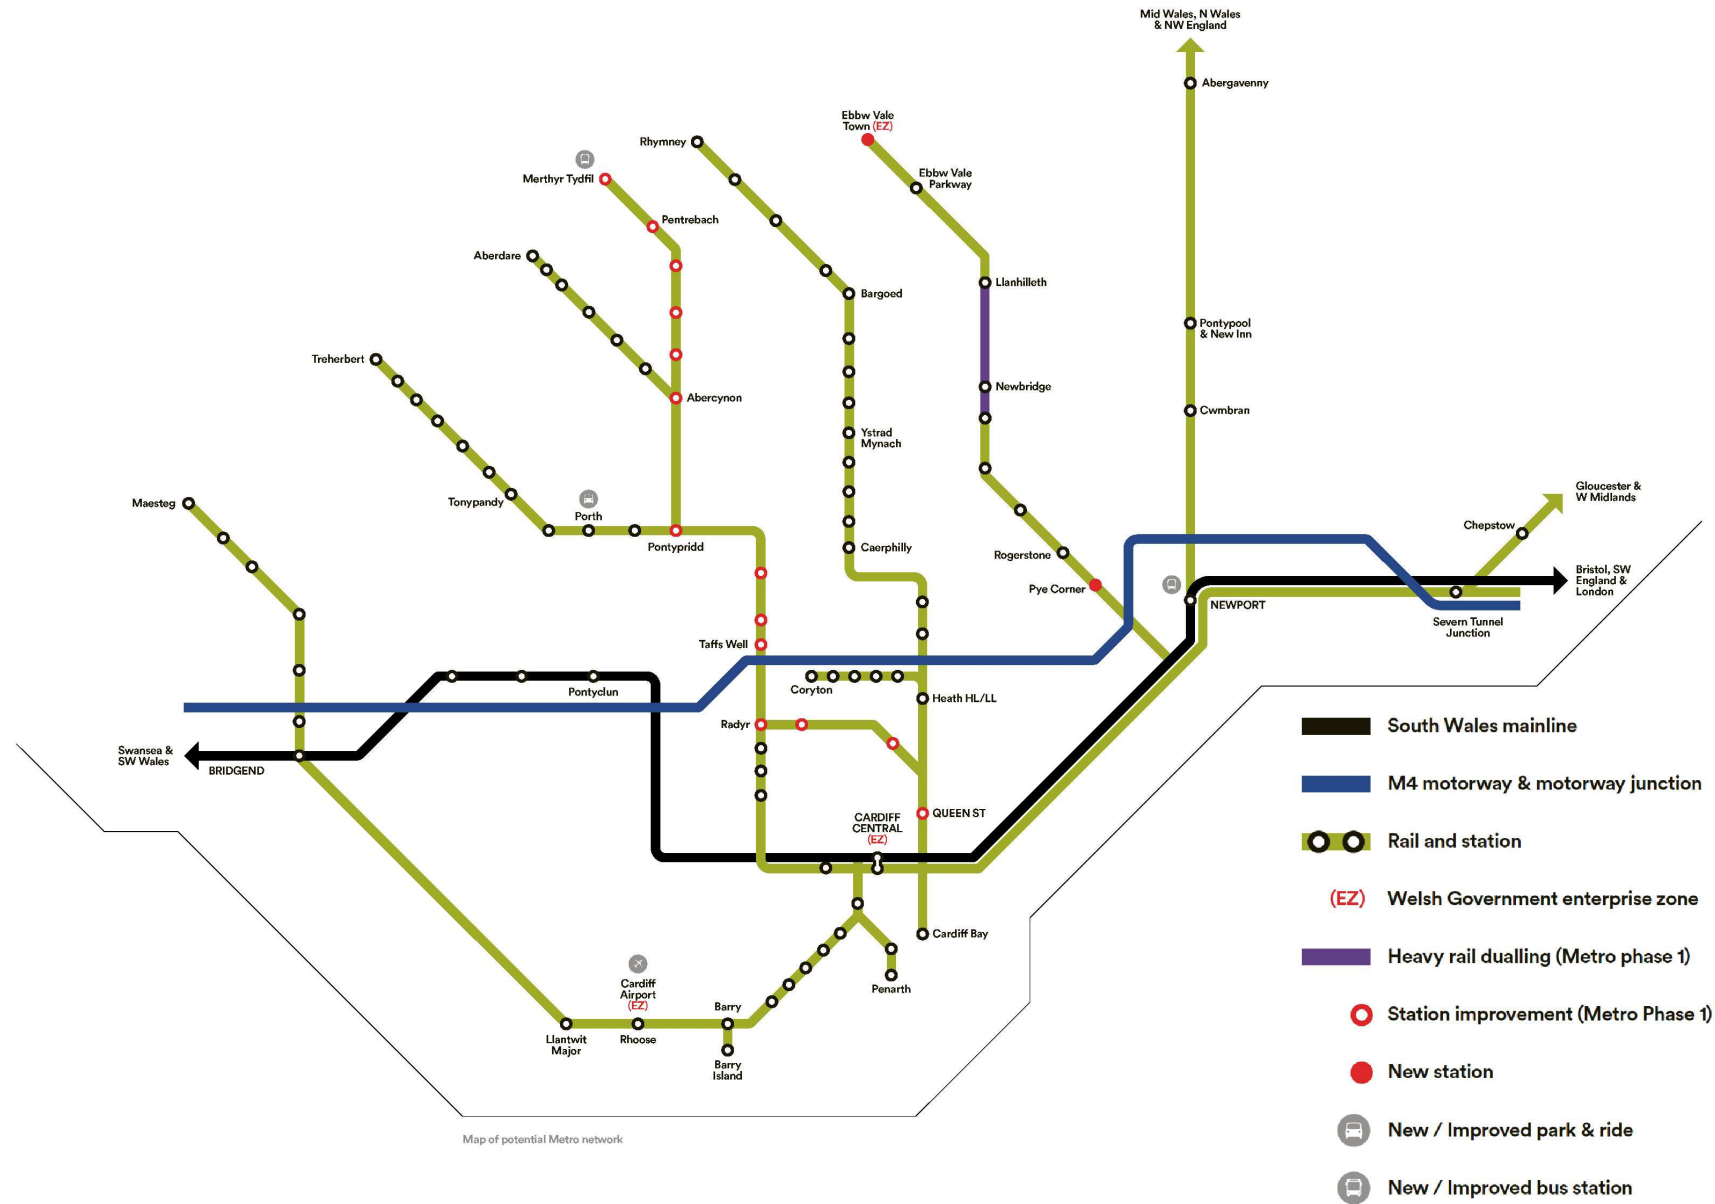 Mid Wales, N Wales
& NW England
Abergavenny
Ebbw Vale
Town (EZ)
Rhymney
Merthyr Tydfil
Ebbw Vale
Parkway
Pentrebach
Aberdare
Llanhilleth
Bargoed
Pontypool
& New Inn
Treherbert
Newbridge
Abercynon
Cwmbran
Ystrad
Mynach
Maesteg
Tonypandy
Porth
Gloucester &
W Midlands
Chepstow
Pontypridd
Caerphilly
Rogerstone
Pye Corner
Bristol, SW
England &
London
NEWPORT
Severn Tunnel
Junction
Taffs Well
Pontyclun
Coryton
Heath HL/LL
Radyr
Swansea &
SW Wales
BRIDGEND
CARDIFF
CENTRAL
(EZ)
QUEEN ST
Cardiff Bay
Penarth
Cardiff
Airport
(EZ)
Barry
Llantwit
Major
Rhoose
Barry
Island
Map of potential Metro network
South Wales mainline
M4 motorway & motorway junction
Rail and station
(EZ) Welsh Government enterprise zone
Heavy rail dualling (Metro phase 1)
Station improvement (Metro Phase 1)
New station
New / Improved park & ride
New / Improved bus station